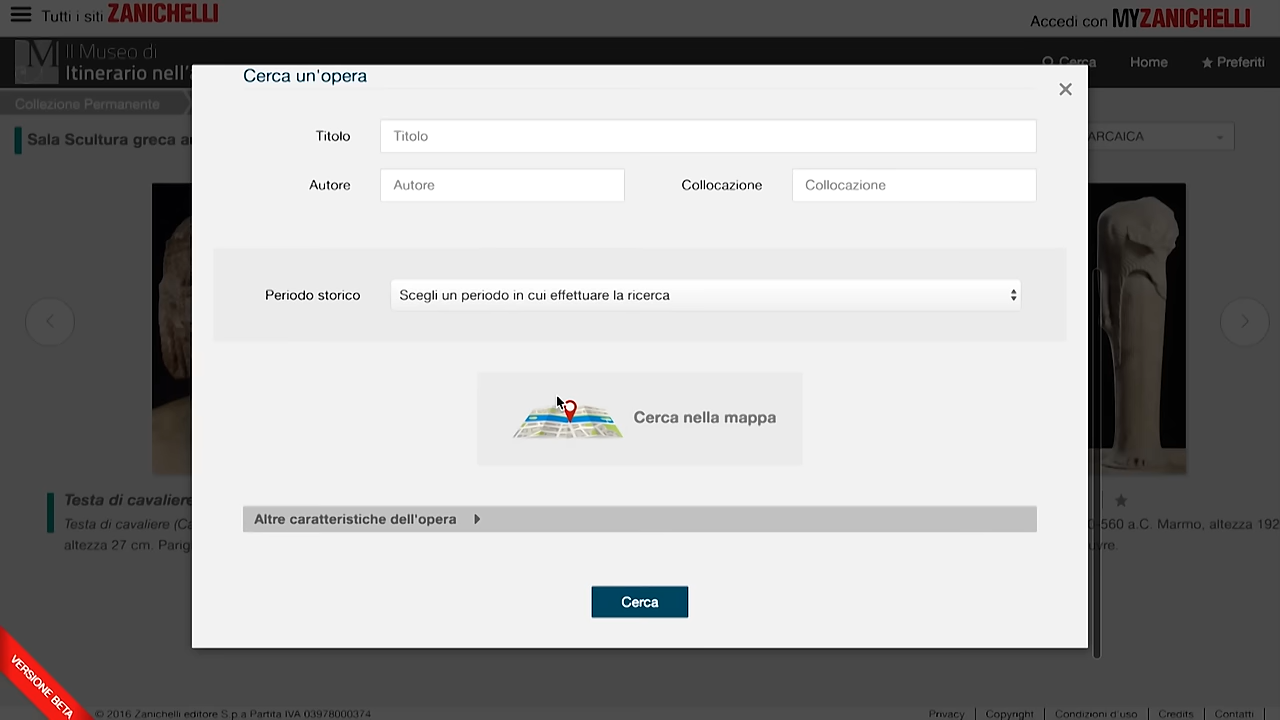 Tutti i siti ZANICHELLI
Accedi con MYZANICHELLI
Il Museo di
Itinerario nell'
Cerca
Home
Preferiti
Collezione Permanente
Sala Scultura greca a
ARCAICA
Cerca un'opera
Titolo
Titolo
Autore
Autore
Collocazione
Collocazione
Periodo storico
Scegli un periodo in cui effettuare la ricerca
Cerca nella mappa
Altre caratteristiche dell'opera
Cerca
Testa di cavaliere
Testa di cavaliere (Ca
altezza 27 cm. Parig
0-560 a.C. Marmo, altezza 192
uvre.
VERSIONE BETA
© 2016 Zanichelli editore S.p.a Partita IVA 03978000374
Privacy
Copyright
Condizioni d'uso
Credits
Contatti